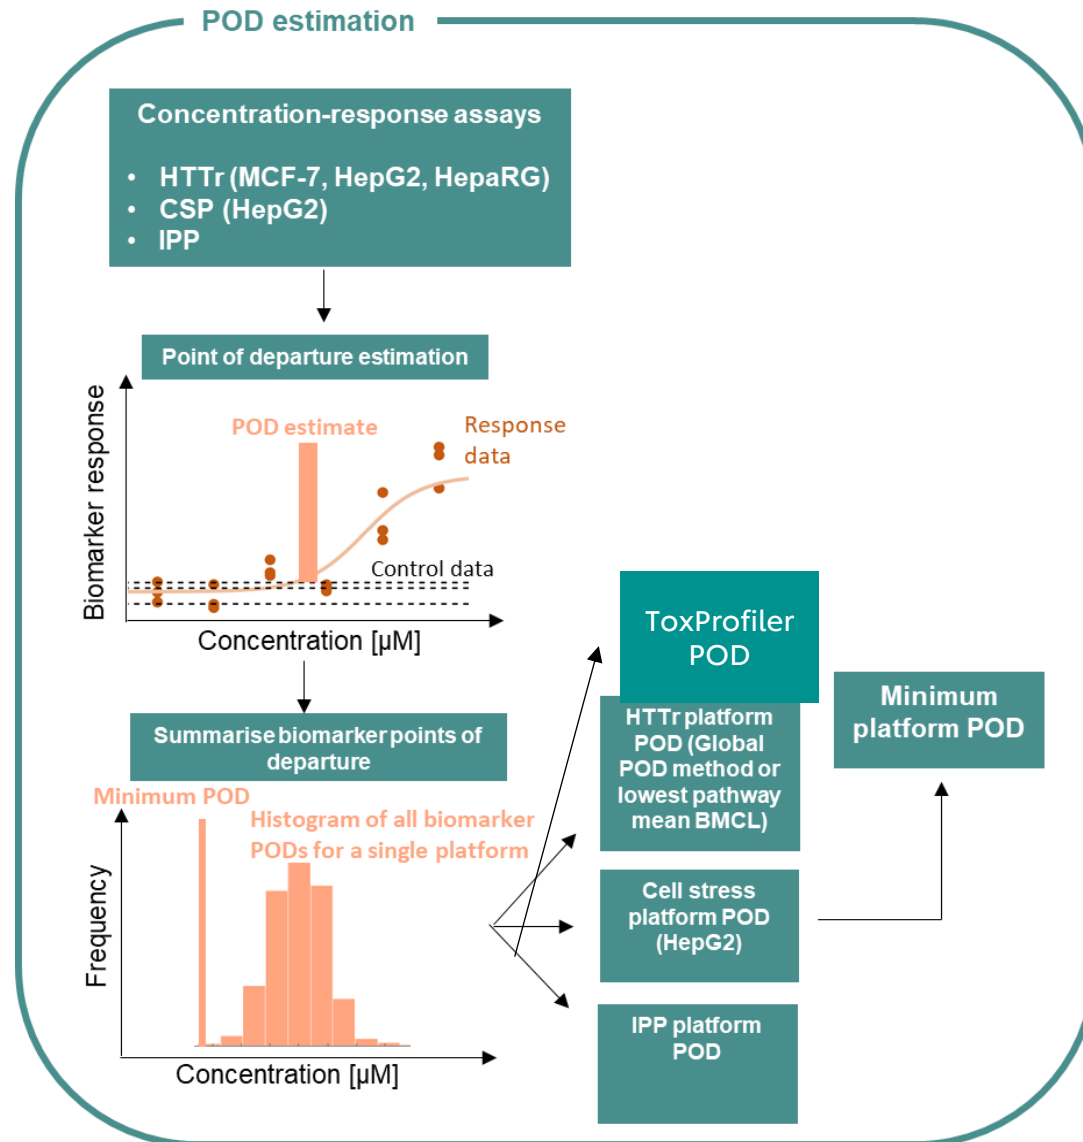 POD estimation
Concentration-response assays
• HTTr (MCF-7, HepG2, HepaRG)
• CSP (HepG2)
• IPP
Point of departure estimation
Biomarker response
POD estimate
Response
data
Control data
Concentration [µM]
Summarise biomarker points of
departure
Minimum POD
Histogram of all biomarker
PODs for a single platform
Frequency
Concentration [µM]
ToxProfiler
POD
HTTr platform
POD (Global
POD method or
lowest pathway
mean BMCL)
Cell stress
platform POD
(HepG2)
IPP platform
POD
Minimum
platform POD